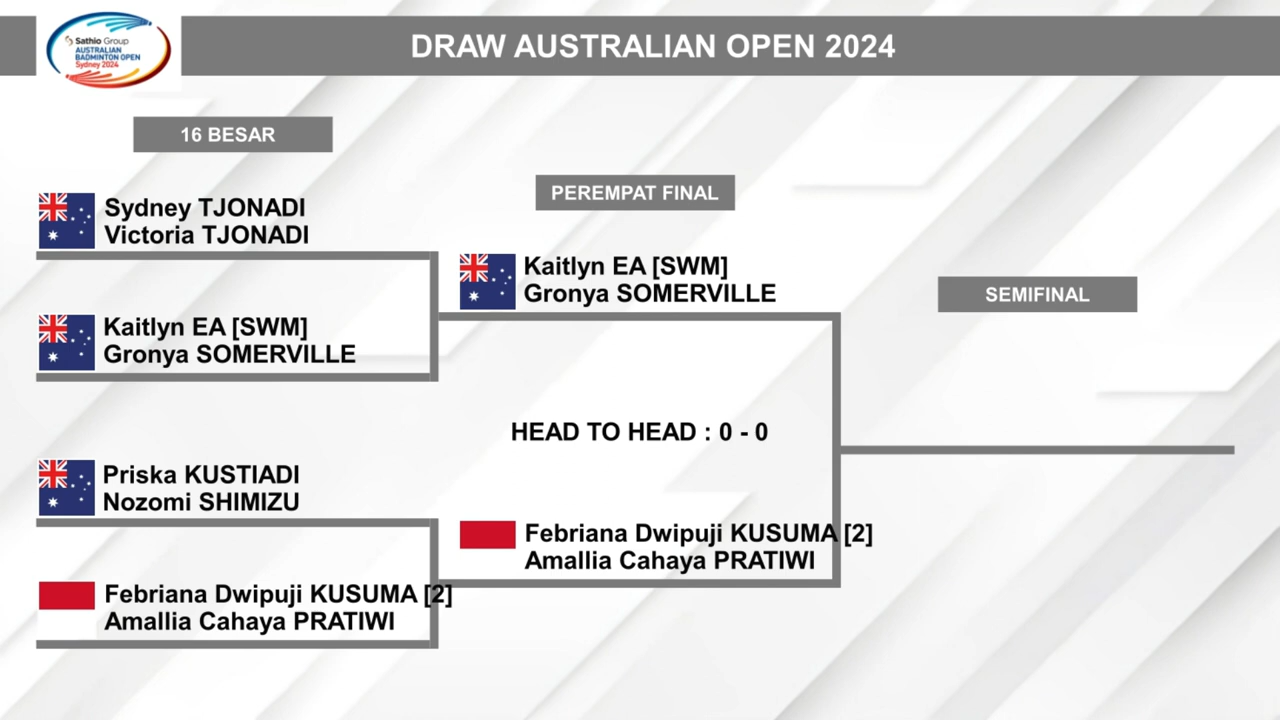 Sathio Group
AUSTRALIAN
BADMINTON OPEN
Sydney 2024
DRAW AUSTRALIAN OPEN 2024
16 BESAR
Sydney TJONADI
Victoria TJONADI
Kaitlyn EA [SWM]
Gronya SOMERVILLE
Priska KUSTIADI
Nozomi SHIMIZU
Febriana Dwipuji KUSUMA [2]
Amallia Cahaya PRATIWI
PEREMPAT FINAL
Kaitlyn EA [SWM]
Gronya SOMERVILLE
HEAD TO HEAD : 0 - 0
Febriana Dwipuji KUSUMA [2]
Amallia Cahaya PRATIWI
SEMIFINAL